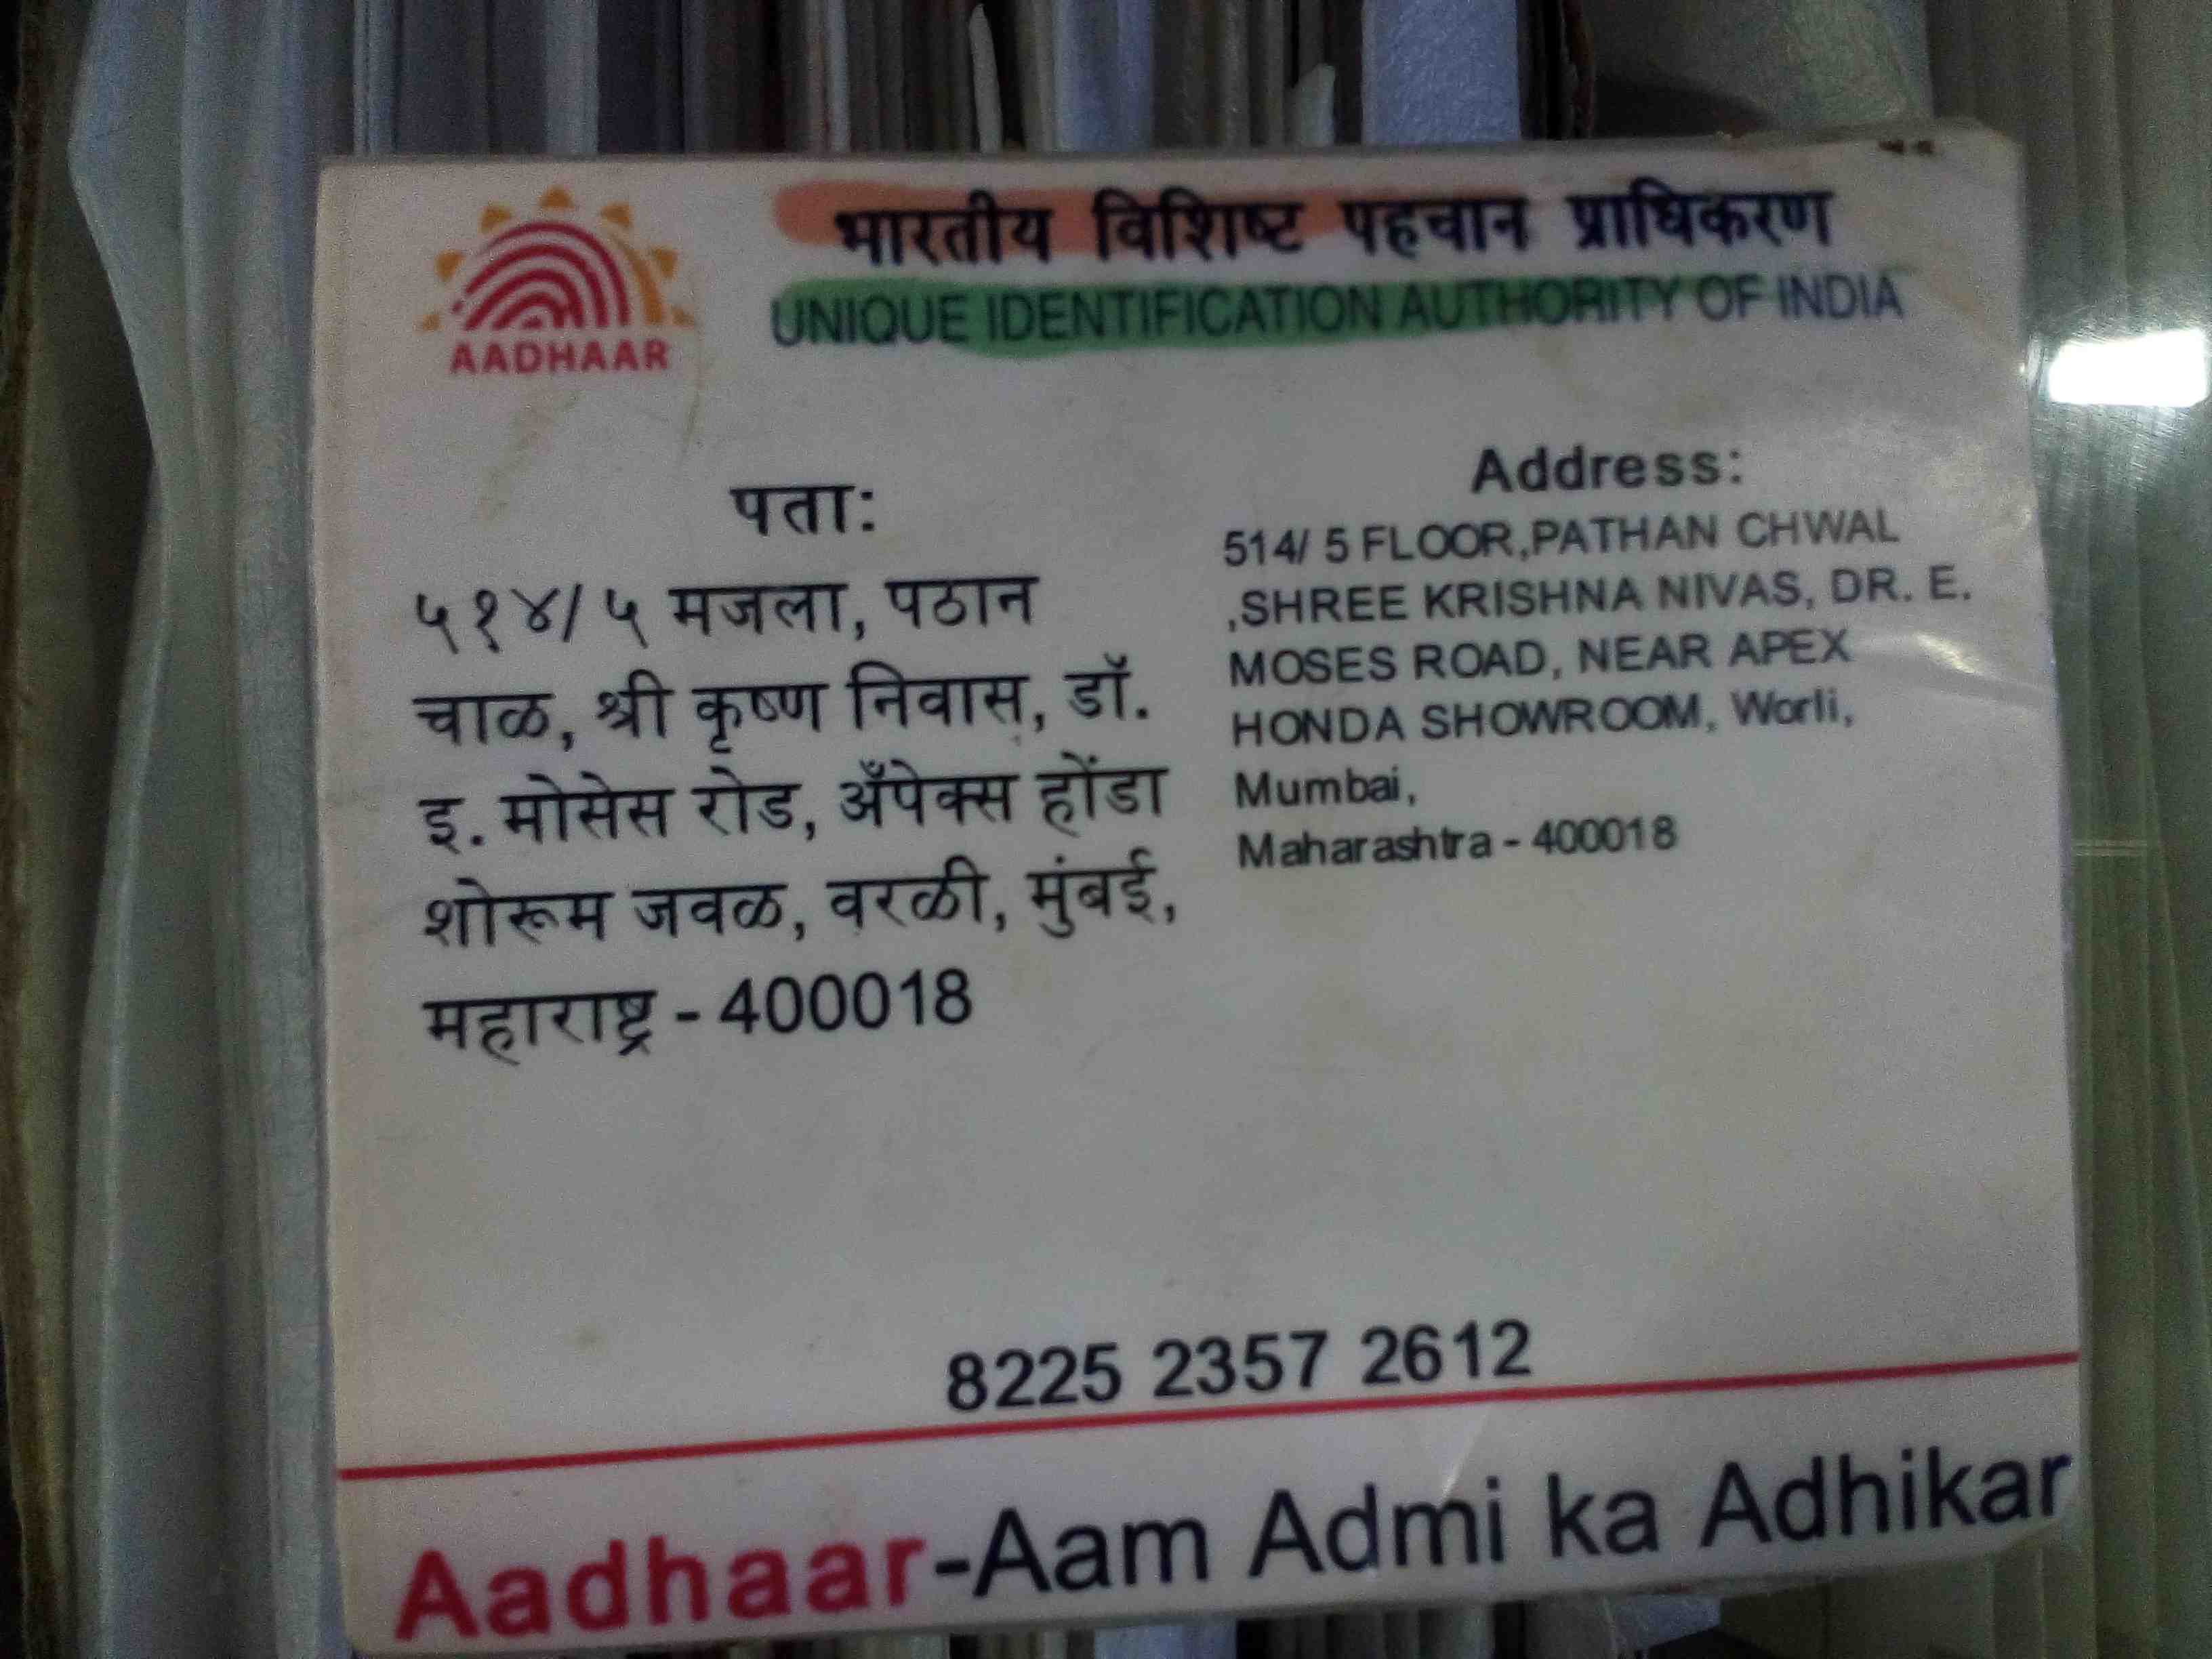 भारतीय विशिष्ट पहचान प्राधिकरण
UNIQUE IDENTIFICATION AUTHORITY OF INDIA
AADHAAR
पता:
५१४/ ५ मजला, पठान
चाळ, श्री कृष्ण निवास, डॉ.
इ. मोसेस रोड, अँपेक्स होंडा
शोरूम जवळ, वरळी, मुंबई,
महाराष्ट्र - 400018
Address:
514/ 5 FLOOR,PATHAN CHWAL
,SHREE KRISHNA NIVAS, DR. E.
MOSES ROAD, NEAR APEX
HONDA SHOWROOM, Worli,
Mumbai,
Maharashtra - 400018
8225 2357 2612
Aadhaar-Aam Admi ka Adhikar